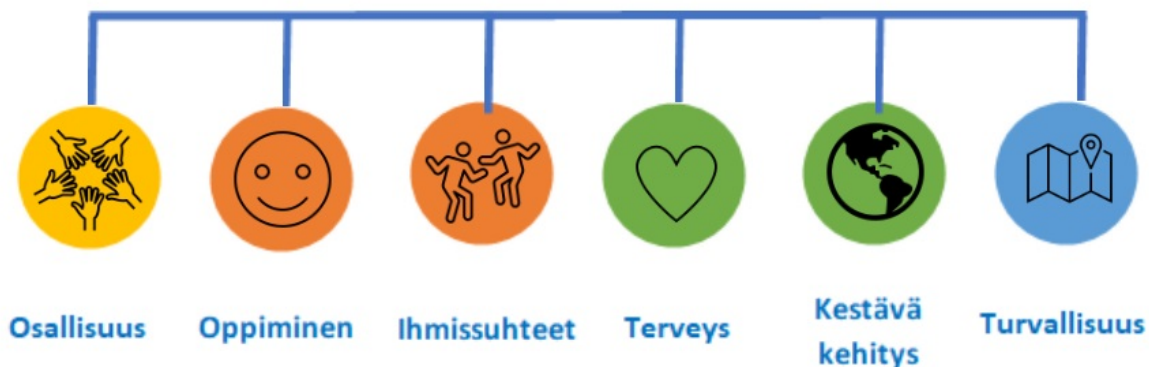 Osallisuus
Oppiminen
Ihmissuhteet
Terveys
Kestävä
kehitys
Turvallisuus